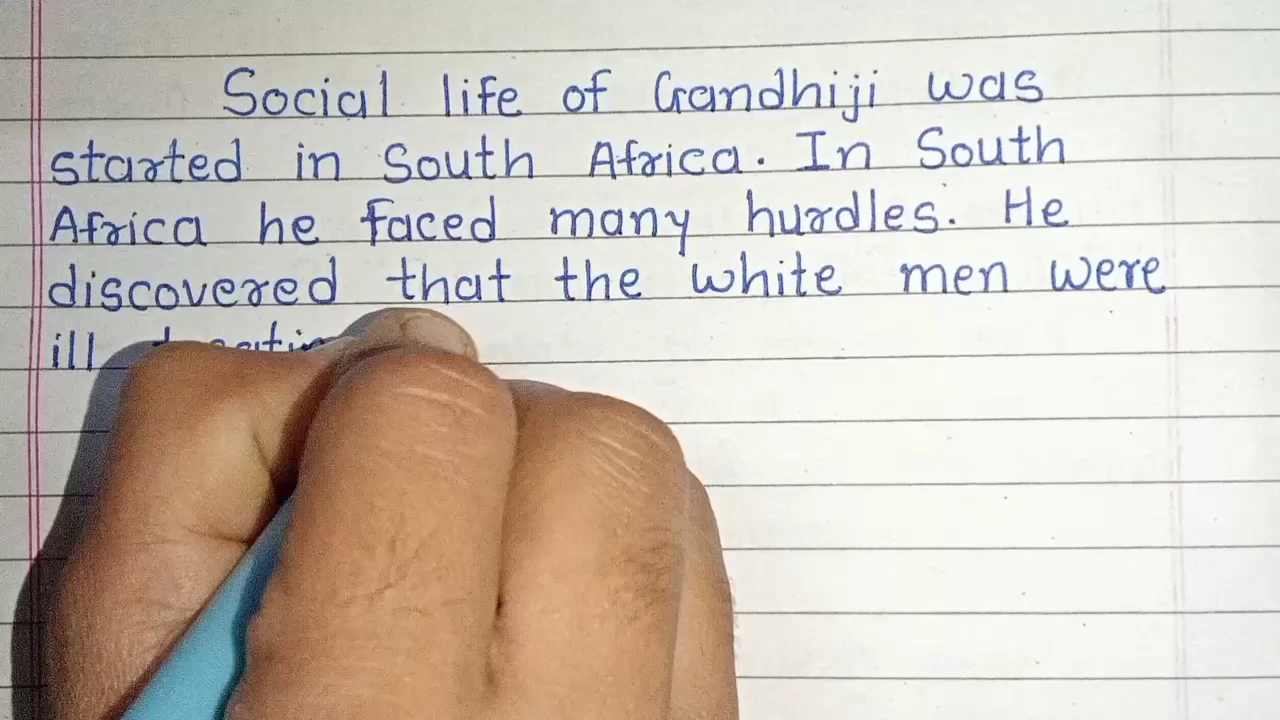 Social life of Gandhiji was
started in South Africa. In South
Africa he faced many hurdles. He
discovered that the white men were
ill